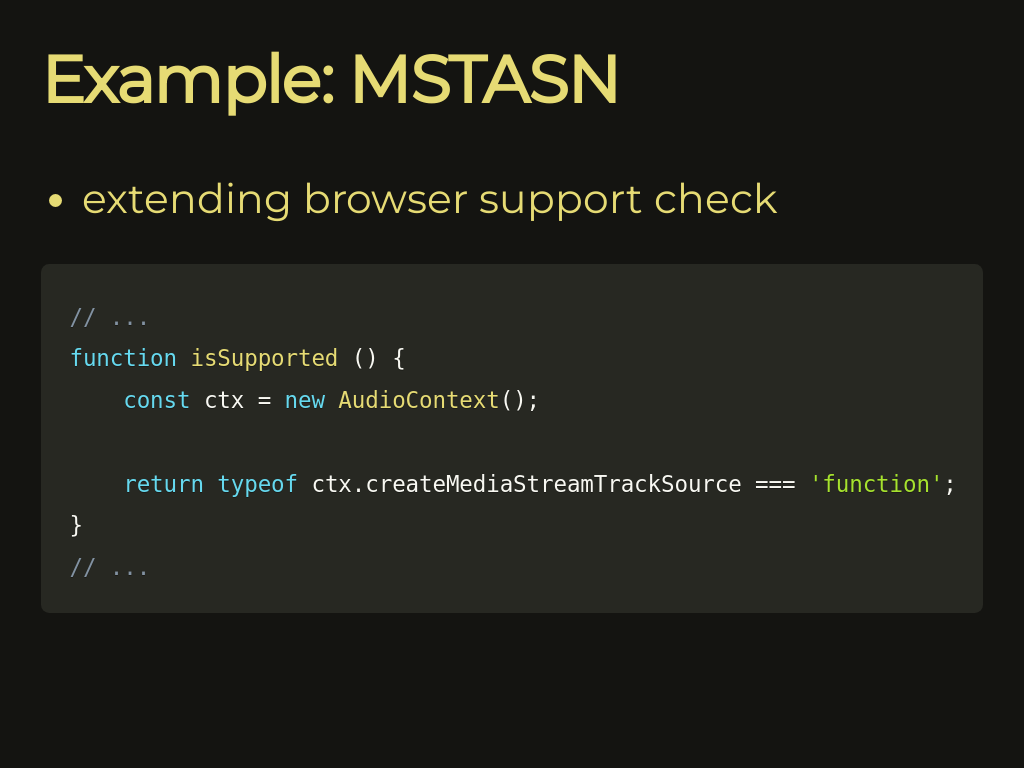 Example: MSTASN
• extending browser support check
// ...
function isSupported () {
    const ctx = new AudioContext();

    return typeof ctx.createMediaStreamTrackSource === 'function';
}
// ...